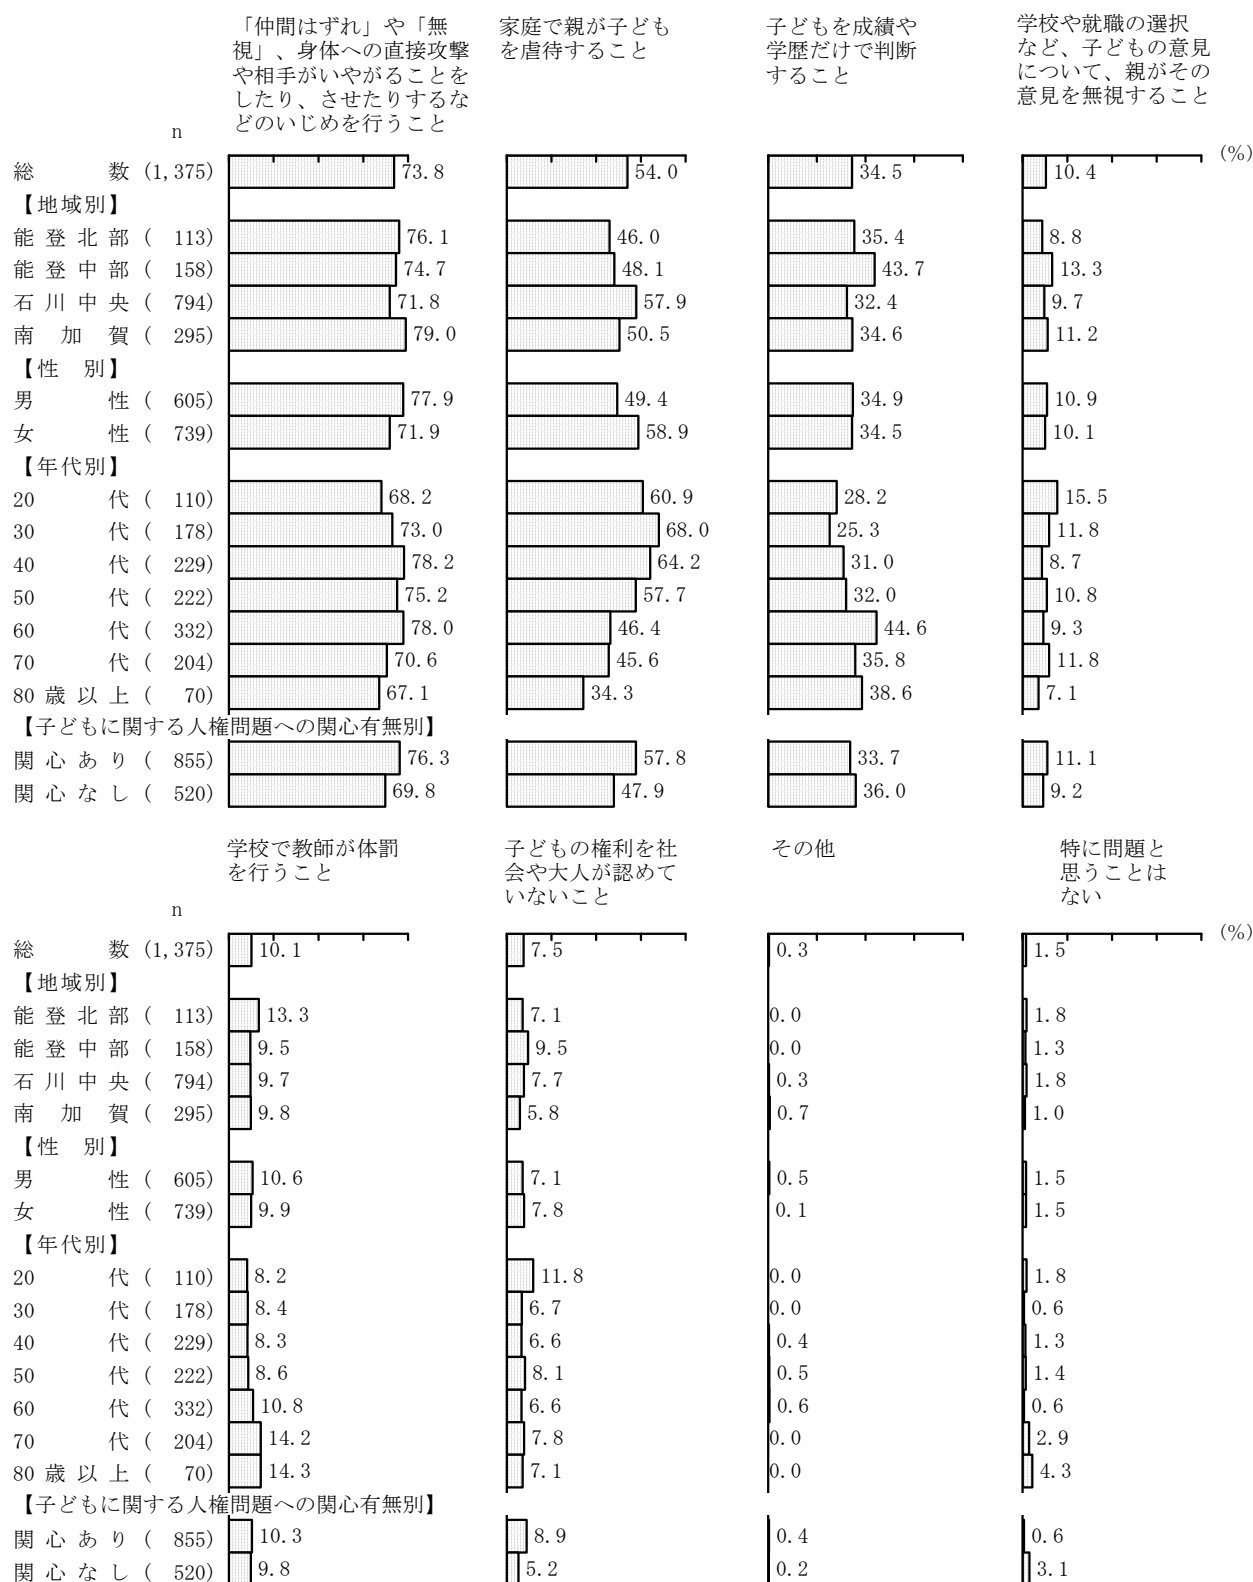 「仲間はずれ」や「無
視」、身体への直接攻撃
や相手がいやがることを
したり、させたりするな
どのいじめを行うこと
家庭で親が子ども
を虐待すること
子どもを成績や
学歴だけで判断
すること
学校や就職の選択
など、子どもの意見
について、親がその
意見を無視すること
n
(%)
総 数 (1,375) 73.8 54.0 34.5 10.4
【地域別】
能登北部 ( 113) 76.1 46.0 35.4 8.8
能登中部 ( 158) 74.7 48.1 43.7 13.3
石川中央 ( 794) 71.8 57.9 32.4 9.7
南 加 賀 ( 295) 79.0 50.5 34.6 11.2
【性 別】
男 性 ( 605) 77.9 49.4 34.9 10.9
女 性 ( 739) 71.9 58.9 34.5 10.1
【年代別】
20 代 ( 110) 68.2 60.9 28.2 15.5
30 代 ( 178) 73.0 68.0 25.3 11.8
40 代 ( 229) 78.2 64.2 31.0 8.7
50 代 ( 222) 75.2 57.7 32.0 10.8
60 代 ( 332) 78.0 46.4 44.6 9.3
70 代 ( 204) 70.6 45.6 35.8 11.8
80歳以上 ( 70) 67.1 34.3 38.6 7.1
【子どもに関する人権問題への関心有無別】
関心あり ( 855) 76.3 57.8 33.7 11.1
関心なし ( 520) 69.8 47.9 36.0 9.2
学校で教師が体罰
を行うこと
子どもの権利を社
会や大人が認めて
いないこと
その他
特に問題と
思うことは
ない
n
(%)
総 数 (1,375) 10.1 7.5 0.3 1.5
【地域別】
能登北部 ( 113) 13.3 7.1 0.0 1.8
能登中部 ( 158) 9.5 9.5 0.0 1.3
石川中央 ( 794) 9.7 7.7 0.3 1.8
南 加 賀 ( 295) 9.8 5.8 0.7 1.0
【性 別】
男 性 ( 605) 10.6 7.1 0.5 1.5
女 性 ( 739) 9.9 7.8 0.1 1.5
【年代別】
20 代 ( 110) 8.2 11.8 0.0 1.8
30 代 ( 178) 8.4 6.7 0.0 0.6
40 代 ( 229) 8.3 6.6 0.4 1.3
50 代 ( 222) 8.6 8.1 0.5 1.4
60 代 ( 332) 10.8 6.6 0.6 0.6
70 代 ( 204) 14.2 7.8 0.0 2.9
80歳以上 ( 70) 14.3 7.1 0.0 4.3
【子どもに関する人権問題への関心有無別】
関心あり ( 855) 10.3 8.9 0.4 0.6
関心なし ( 520) 9.8 5.2 0.2 3.1